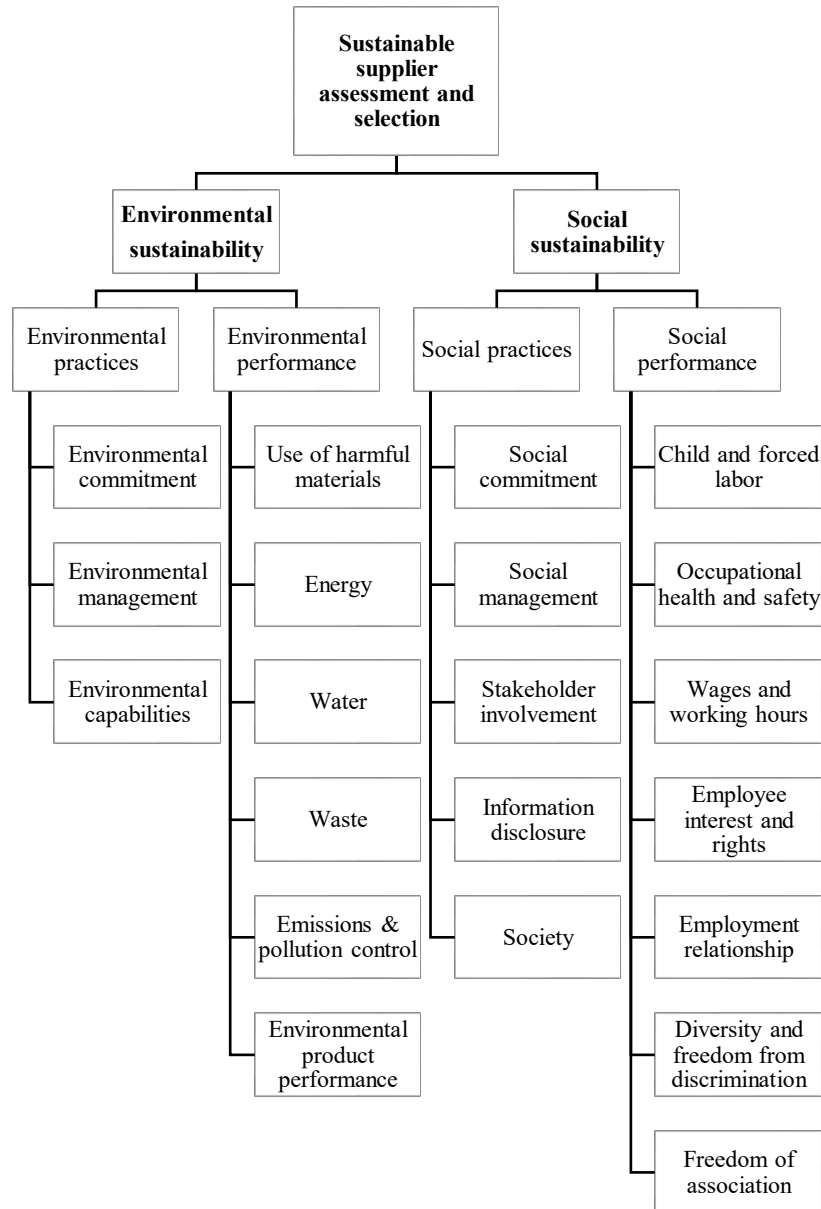 Sustainable
supplier
assessment and
selection
Environmental
sustainability
Social
sustainability
Environmental
practices
Environmental
performance
Social practices
Social
performance
Environmental
commitment
Environmental
management
Environmental
capabilities
Use of harmful
materials
Energy
Water
Waste
Emissions &
pollution control
Environmental
product
performance
Social
commitment
Social
management
Stakeholder
involvement
Information
disclosure
Society
Child and forced
labor
Occupational
health and safety
Wages and
working hours
Employee
interest and
rights
Employment
relationship
Diversity and
freedom from
discrimination
Freedom of
association